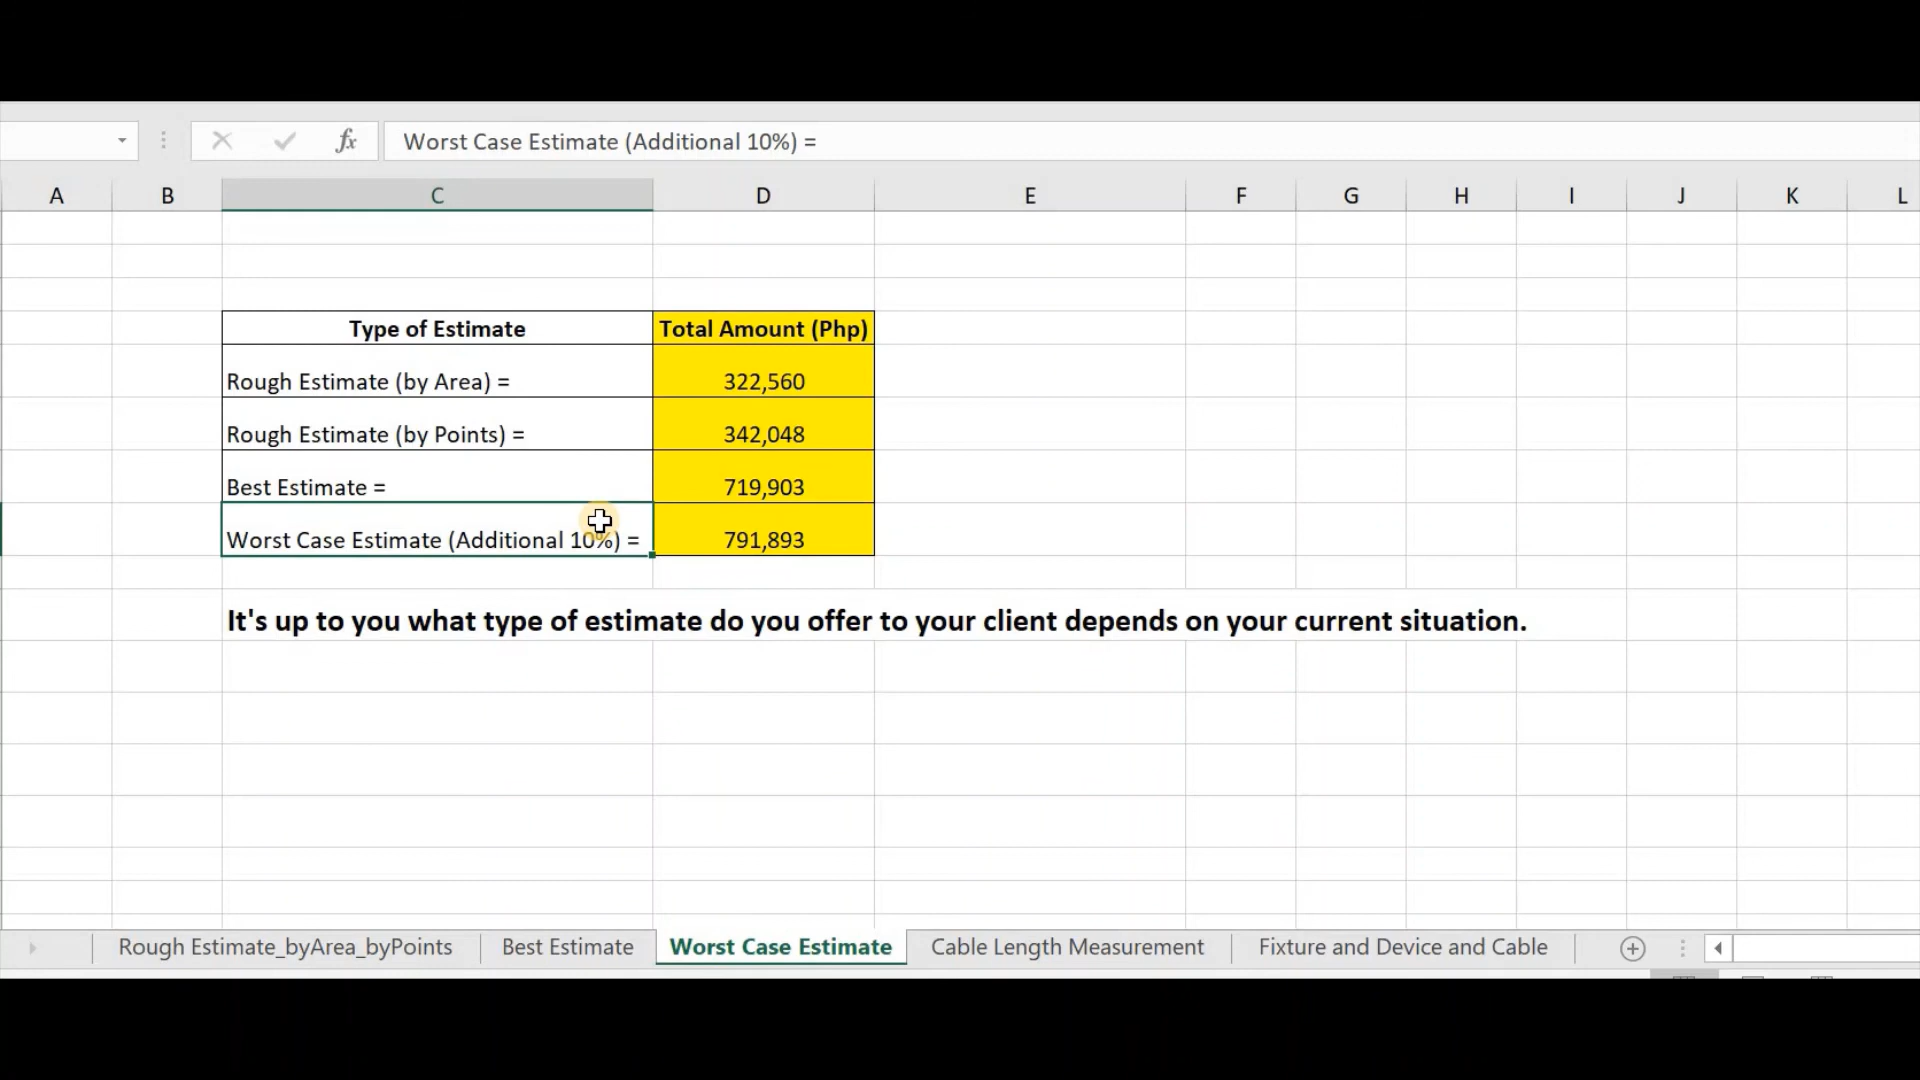 fx Worst Case Estimate (Additional 10%) =
A B C D E F G H I J K L
Type of Estimate Total Amount (Php)
Rough Estimate (by Area) = 322,560
Rough Estimate (by Points) = 342,048
Best Estimate = 719,903
Worst Case Estimate (Additional 10%) = 791,893
It's up to you what type of estimate do you offer to your client depends on your current situation.
Rough Estimate_byArea_byPoints Best Estimate Worst Case Estimate Cable Length Measurement Fixture and Device and Cable